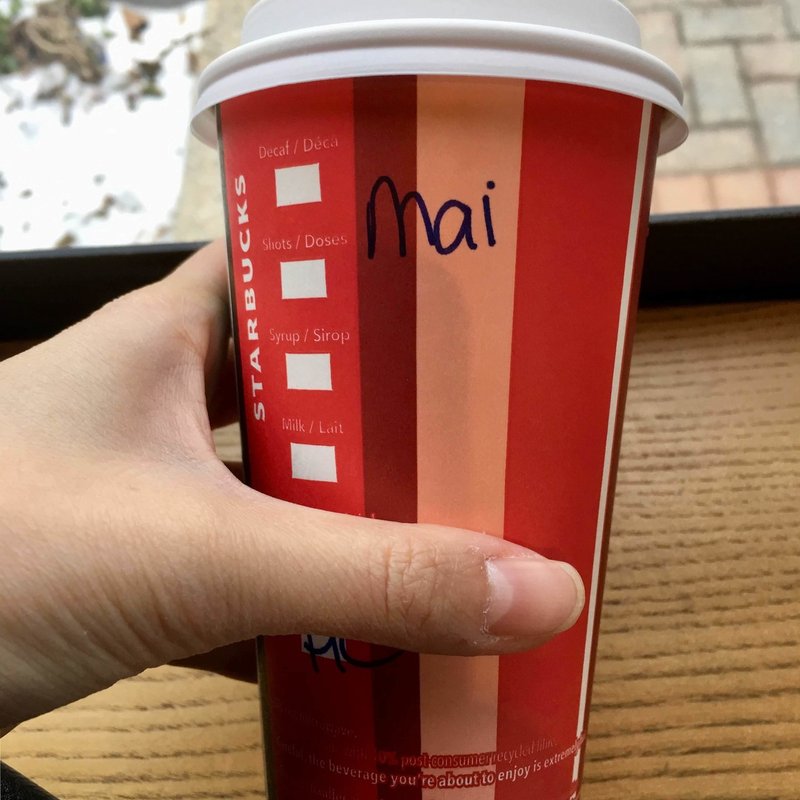 STARBUCKS
Decaf / Déca
Mai
Shots / Doses
Syrup / Sirop
Milk / Lait
post-consumer recycled fibre.
the beverage you're about to enjoy is extremely